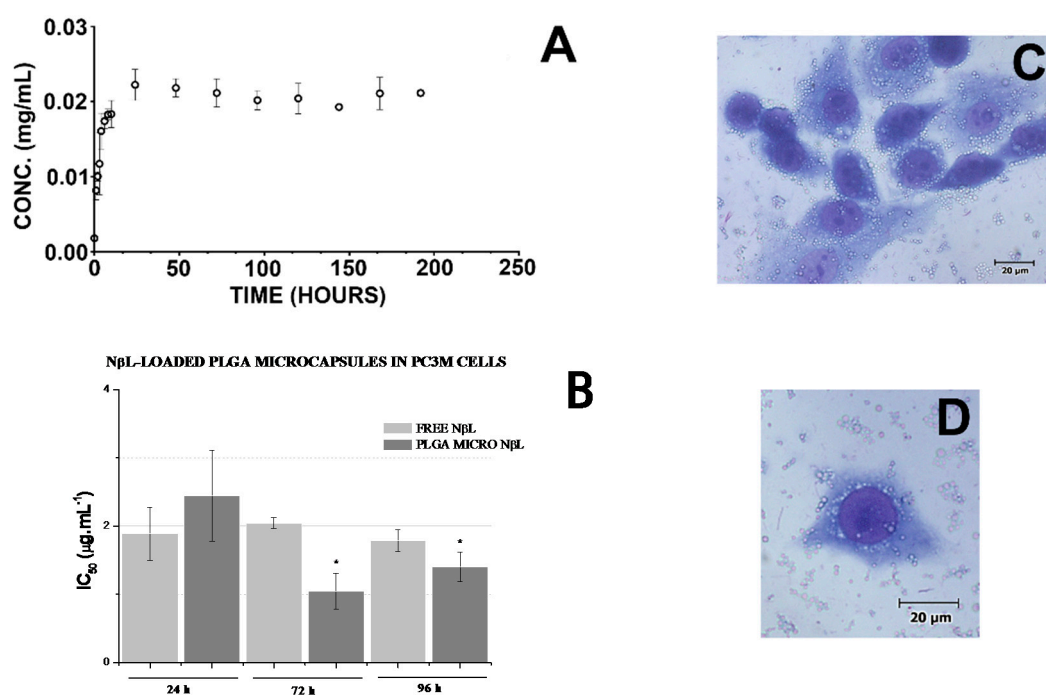 A
0.03
0.02
0.01
0.00
CONC. (mg/mL)
0 50 100 150 200 250
TIME (HOURS)
C
20 µm
NβL-LOADED PLGA MICROCAPSULES IN PC3M CELLS
B
4
2
0
IC50 (µg.mL-1)
FREE NβL
PLGA MICRO NβL
* *
24 h 72 h 96 h
D
20 µm